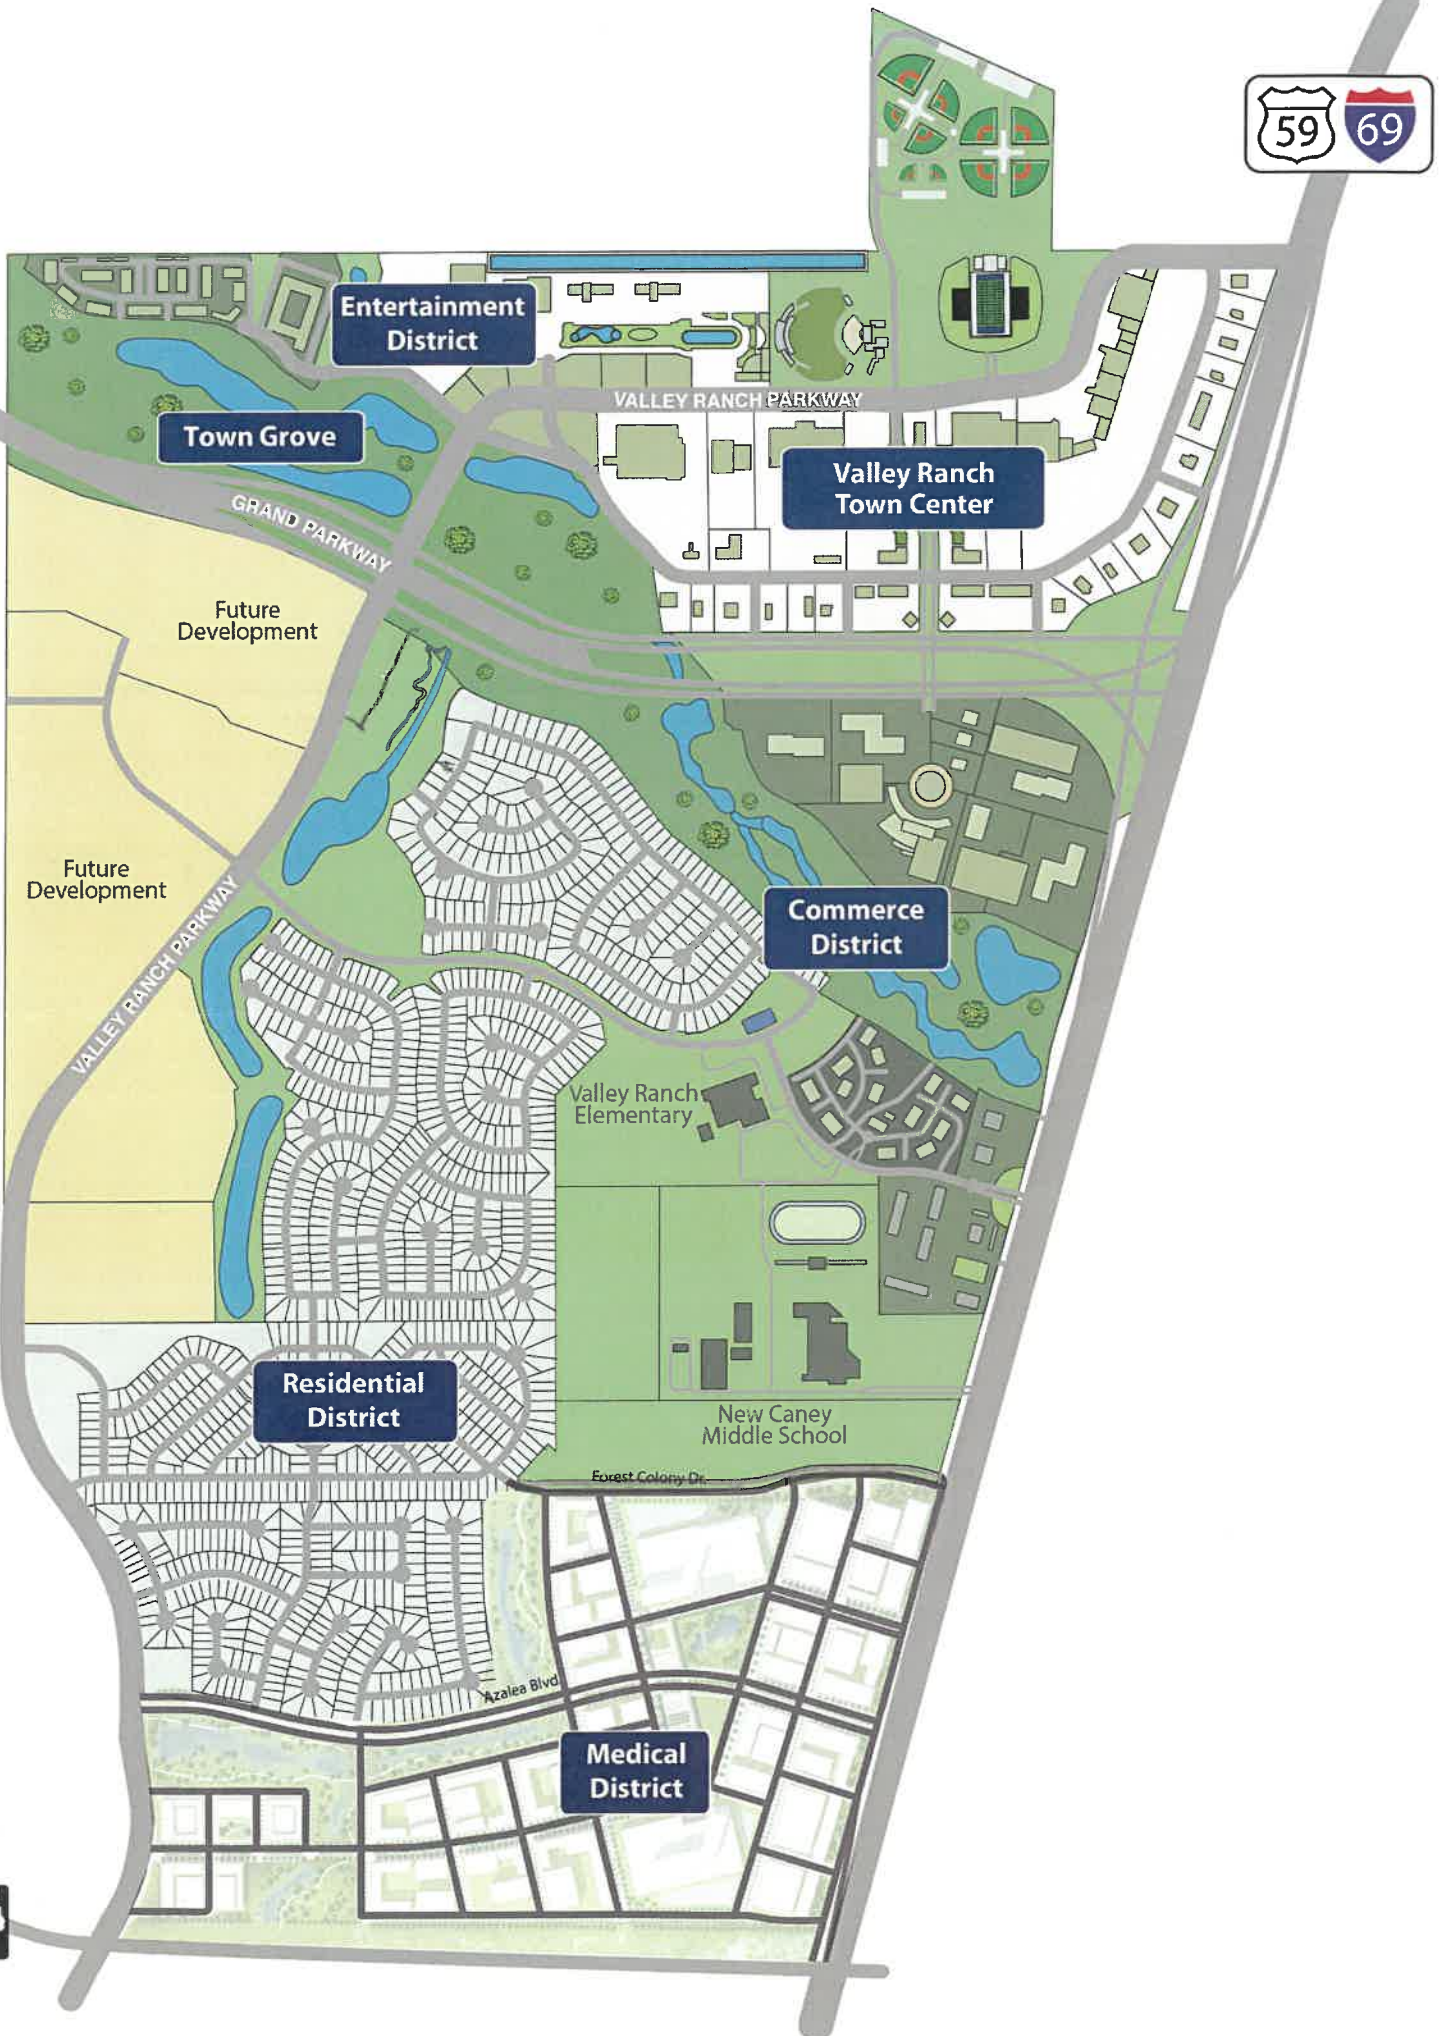 59 69
Entertainment
District
VALLEY RANCH PARKWAY
Town Grove
Valley Ranch
Town Center
GRAND PARKWAY
Future
Development
Future
Development
Commerce
District
VALLEY RANCH PARKWAY
Valley Ranch
Elementary
Residential
District
New Caney
Middle School
Forest Colony Dr.
Azalea Blvd
Medical
District